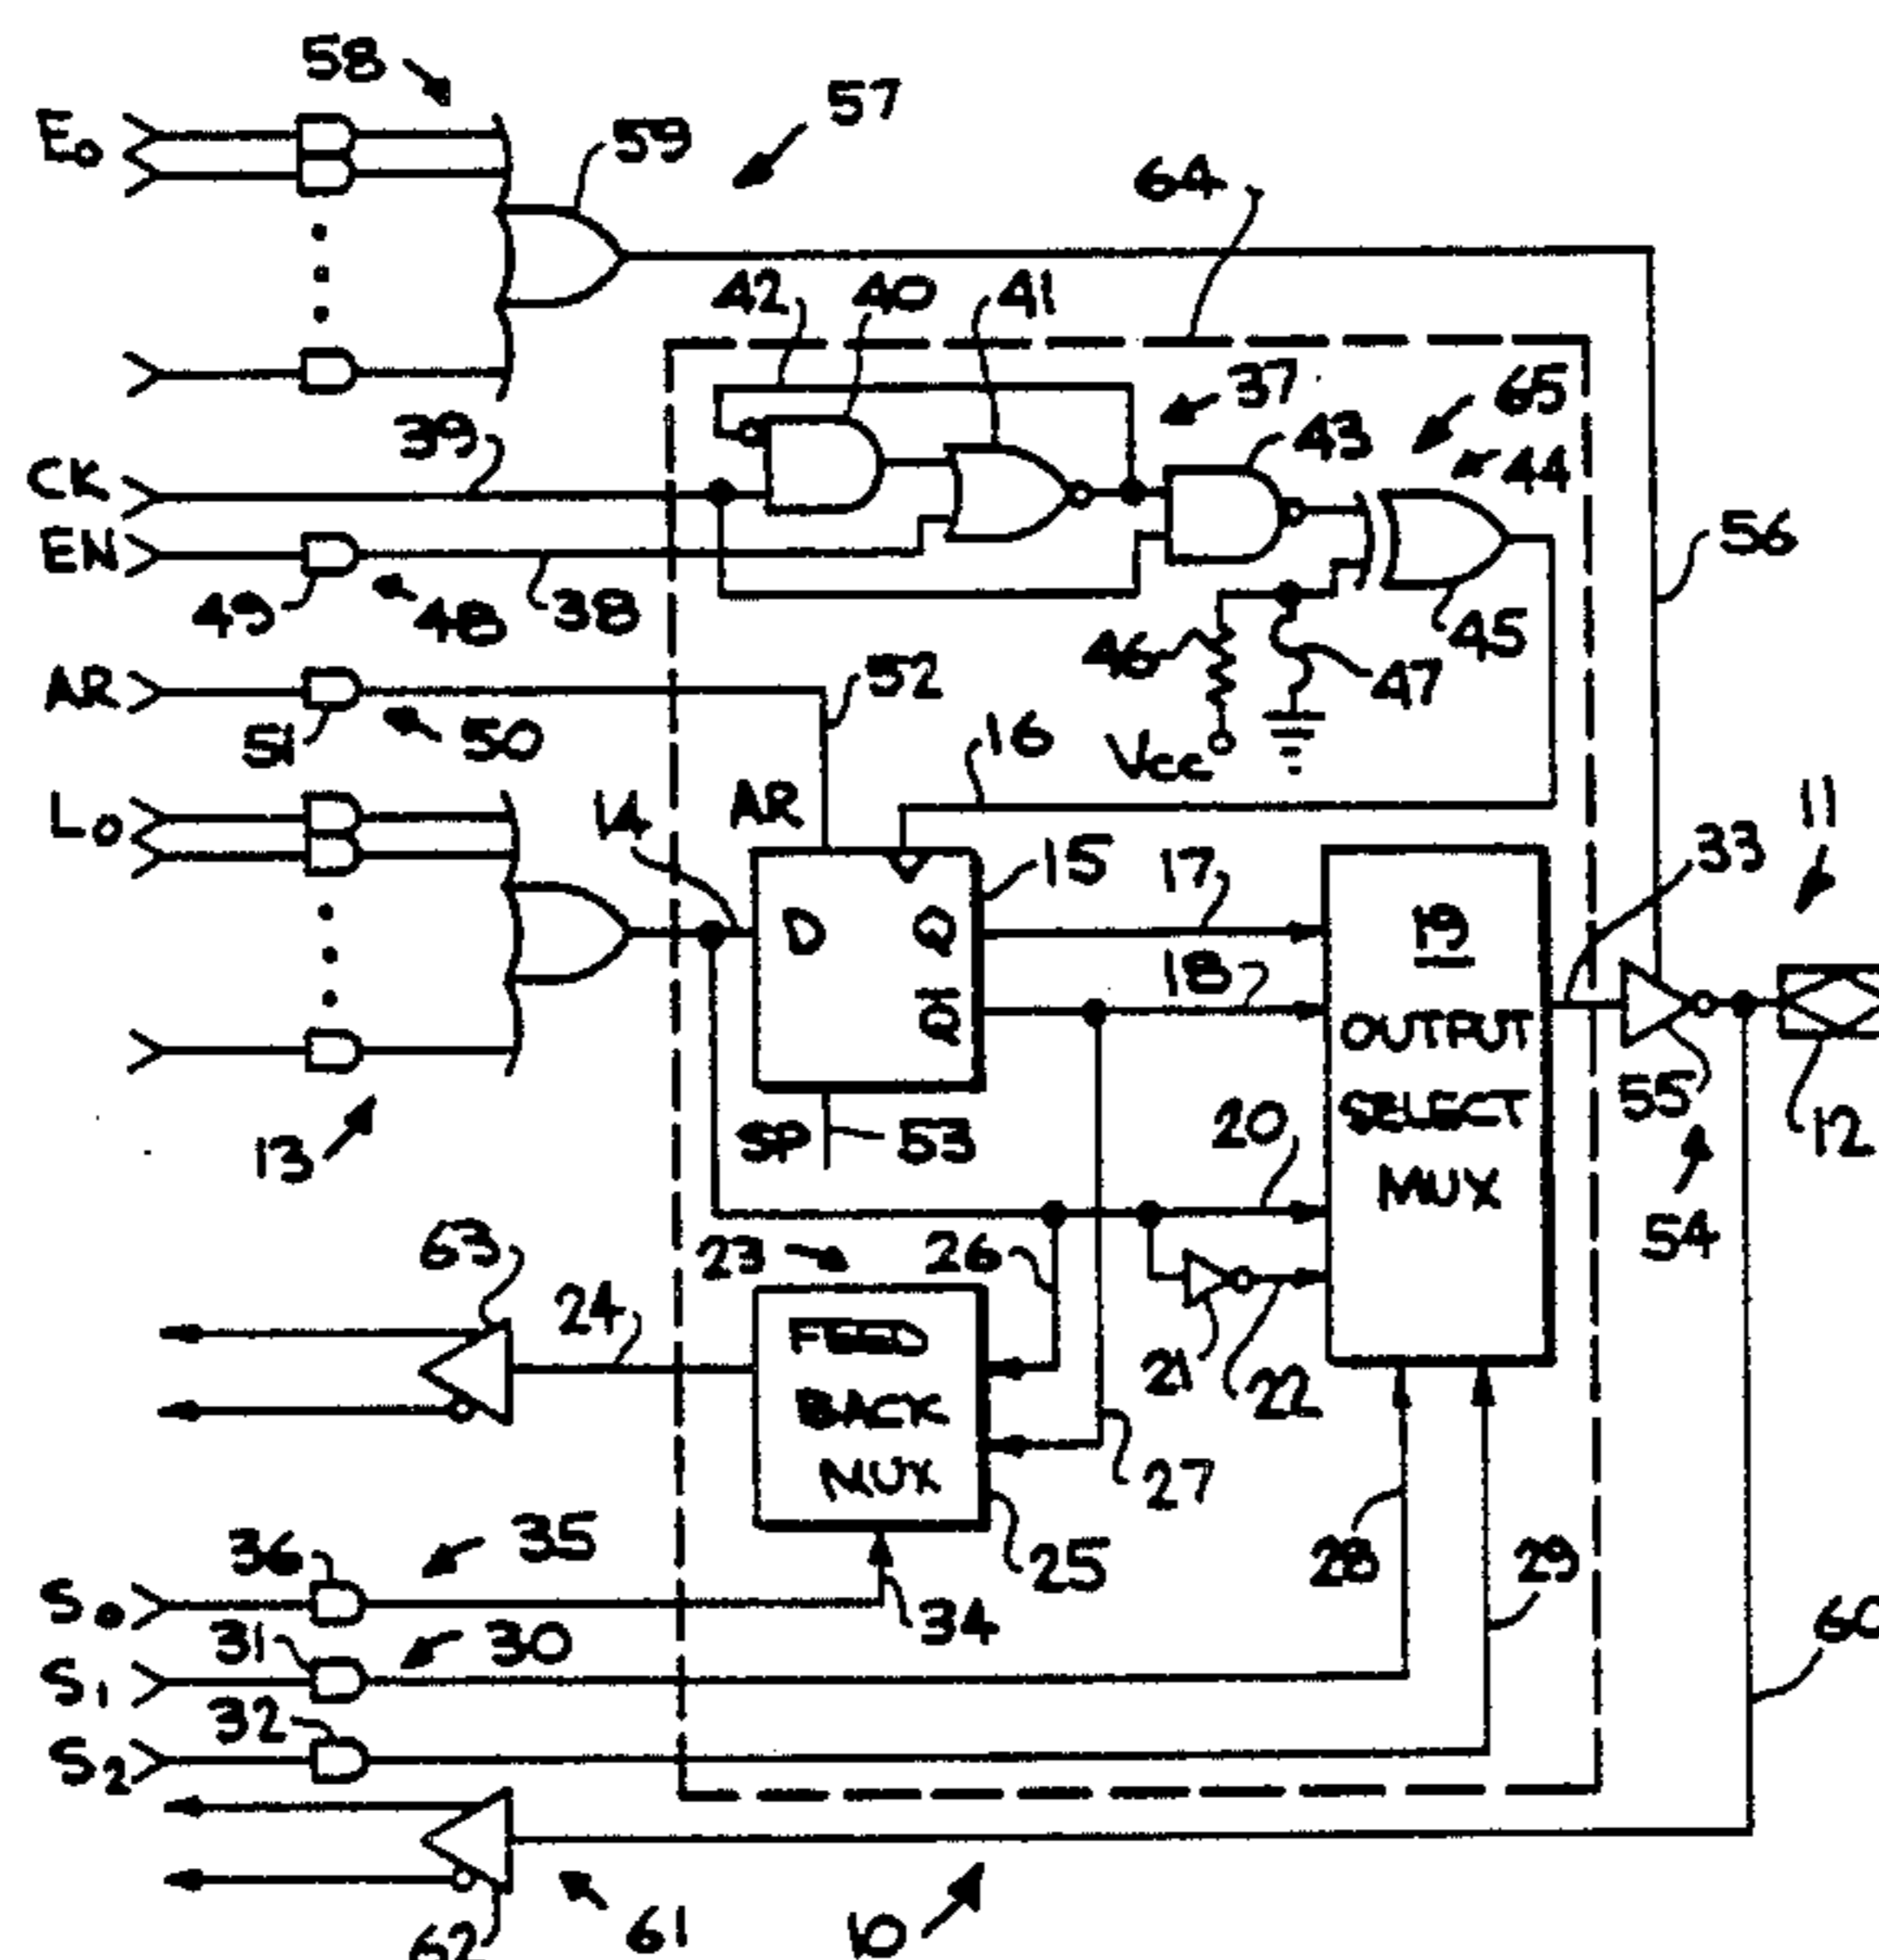 58
57
E0
59
64
42
40
41
37
65
39
43
44
CK
EN
56
49
48
38
46
45
47
AR
52
51
50
16
Vcc
11
L0
14
AR
15
17
33
D
Q
19
18
Q̅
OUTPUT
SELECT
MUX
55
12
13
SP
53
20
54
63
23
26
24
FEED
BACK
MUX
21
22
27
36
35
25
28
29
S0
34
60
31
30
S1
32
S2
61
10
62